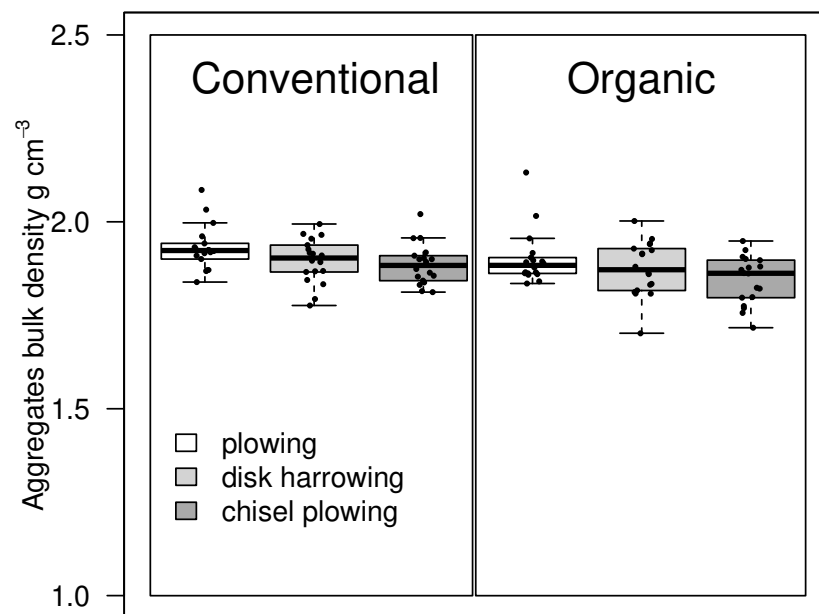 Aggregates bulk density g cm⁻³
2.5
2.0
1.5
1.0
Conventional
Organic
plowing
disk harrowing
chisel plowing